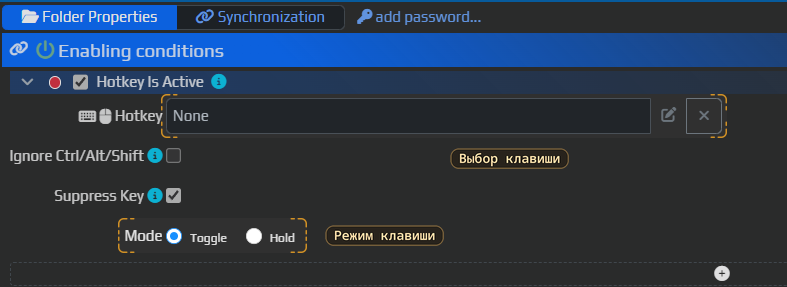 Folder Properties Synchronization add password...
Enabling conditions
Hotkey Is Active
Hotkey None
Ignore Ctrl/Alt/Shift Выбор клавиши
Suppress Key
Mode Toggle Hold Режим клавиши